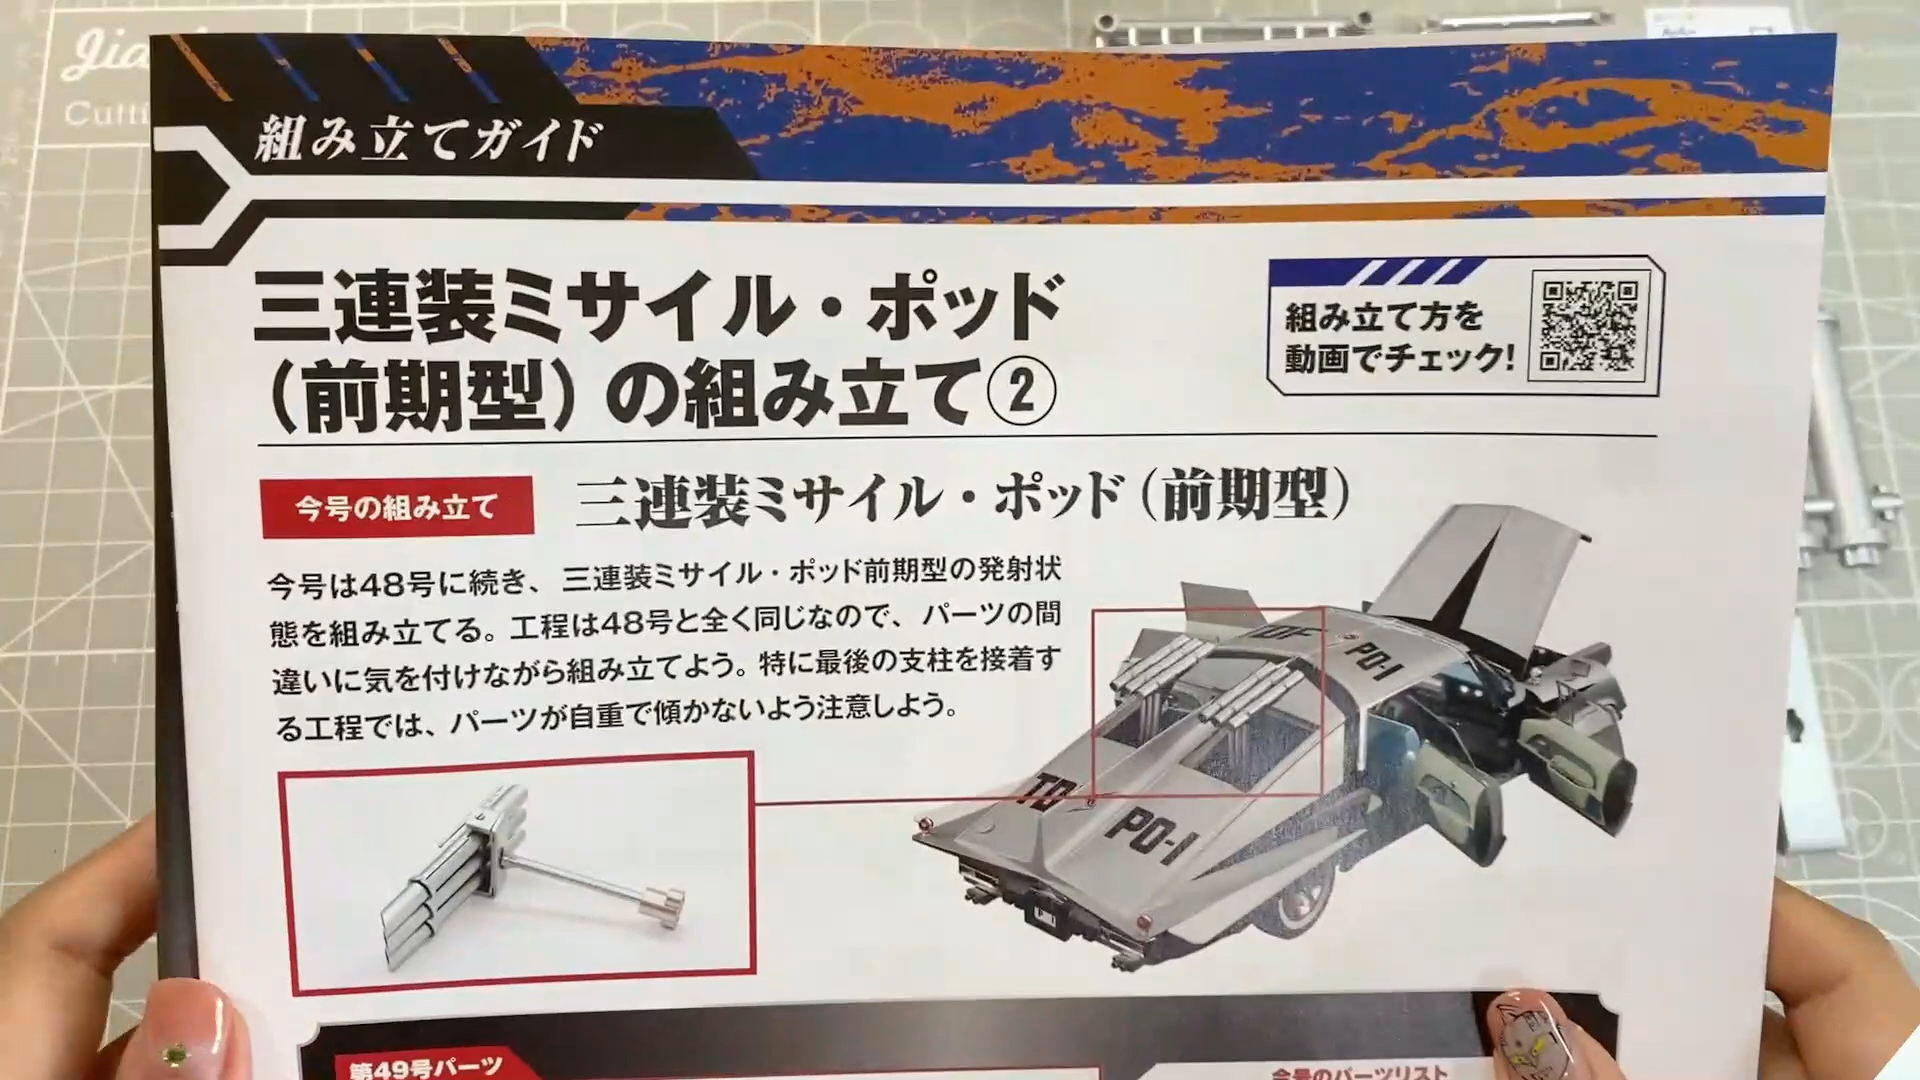 組み立てガイド
三連装ミサイル・ポッド
（前期型）の組み立て②
組み立て方を
動画でチェック！
今号の組み立て
三連装ミサイル・ポッド（前期型）
今号は48号に続き、三連装ミサイル・ポッド前期型の発射状
態を組み立てる。工程は48号と全く同じなので、パーツの間
違いに気を付けながら組み立てよう。特に最後の支柱を接着す
る工程では、パーツが自重で傾かないよう注意しよう。
PO-1
PO-1
第49号パーツ
今号のパーツリスト